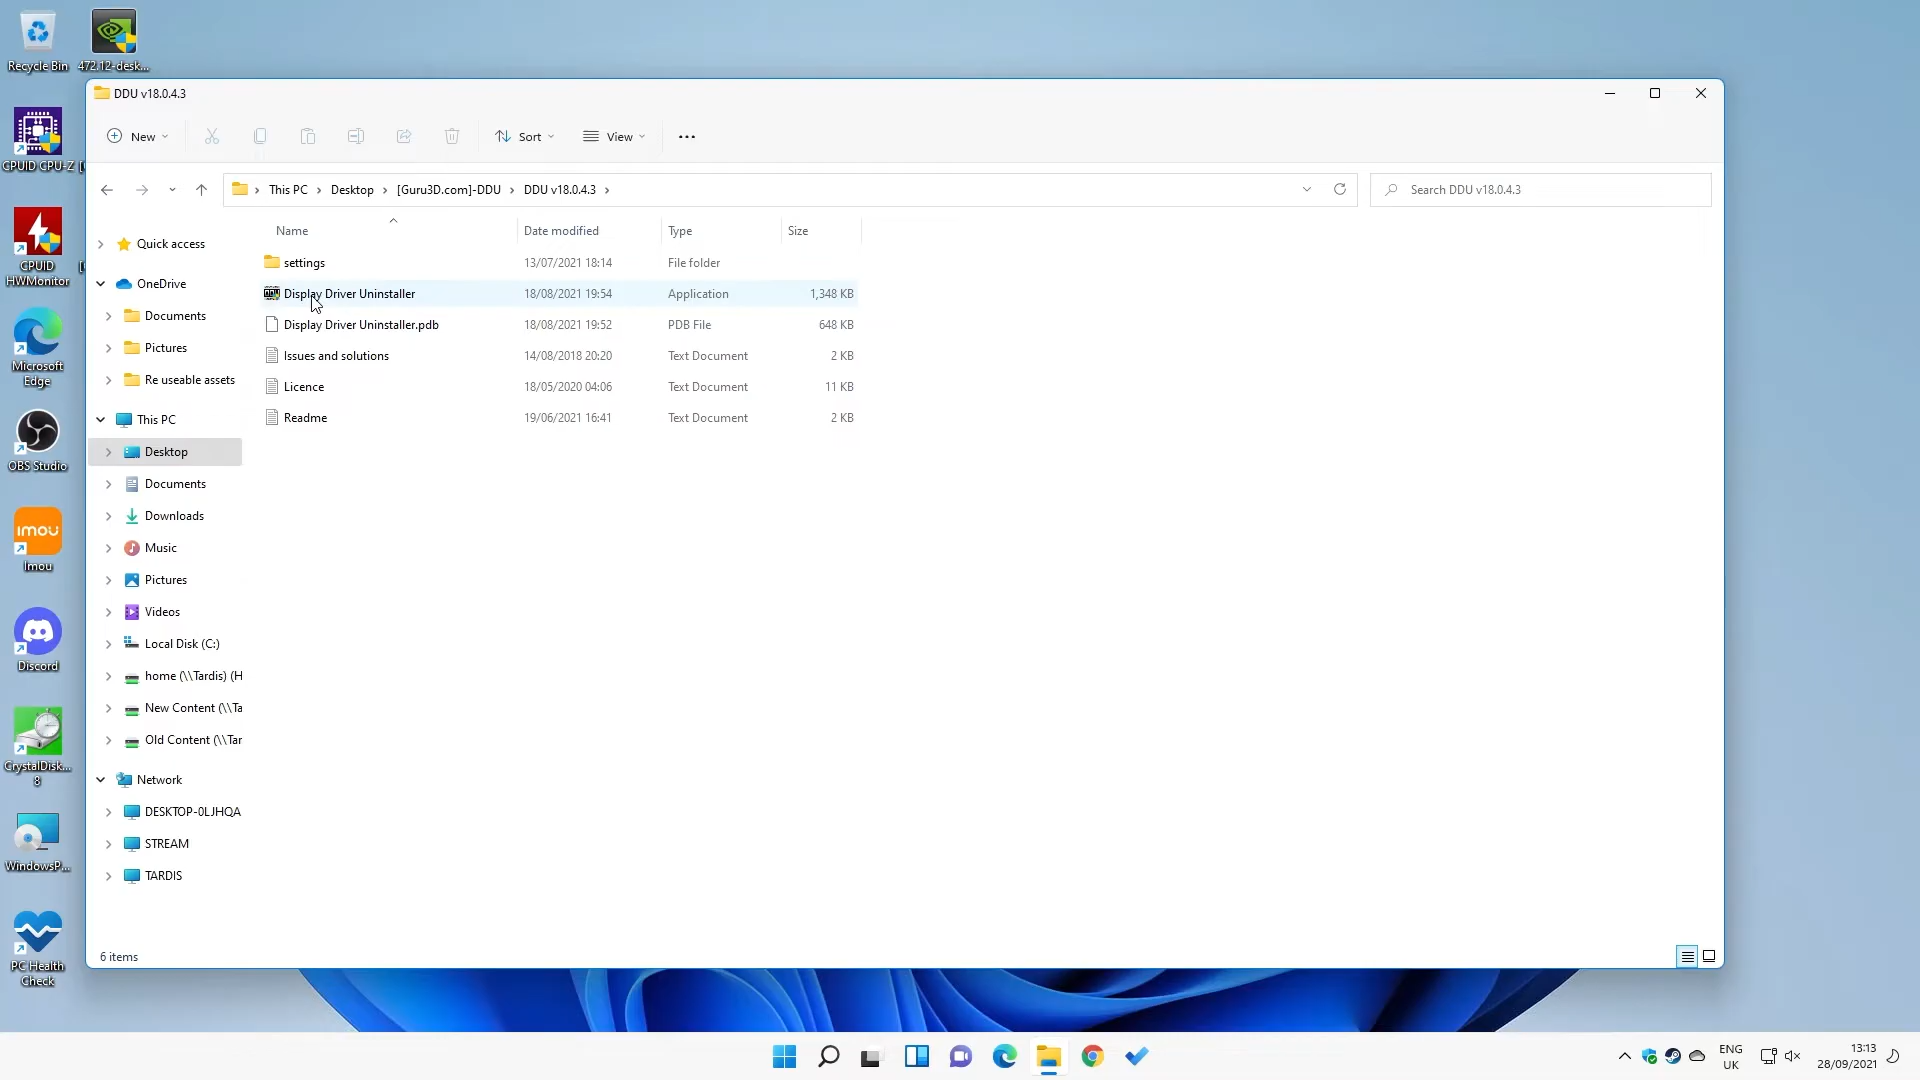 Recycle Bin
472.12-desk...
CPUID CPU-Z
CPUID
HWMonitor
Microsoft
Edge
OBS Studio
imou
Imou
Discord
CrystalDisk...
8
WindowsP...
PC Health
Check
DDU v18.0.4.3
New
Sort
View
This PC
Desktop
[Guru3D.com]-DDU
DDU v18.0.4.3
Search DDU v18.0.4.3
Quick access
OneDrive
Documents
Pictures
Re useable assets
This PC
Desktop
Documents
Downloads
Music
Pictures
Videos
Local Disk (C:)
home (\\Tardis) (H
New Content (\\Ta
Old Content (\\Tar
Network
DESKTOP-0LJHQA
STREAM
TARDIS
Name Date modified Type Size
settings 13/07/2021 18:14 File folder
Display Driver Uninstaller 18/08/2021 19:54 Application 1,348 KB
Display Driver Uninstaller.pdb 18/08/2021 19:52 PDB File 648 KB
Issues and solutions 14/08/2018 20:20 Text Document 2 KB
Licence 18/05/2020 04:06 Text Document 11 KB
Readme 19/06/2021 16:41 Text Document 2 KB
6 items
ENG
UK
13:13
28/09/2021